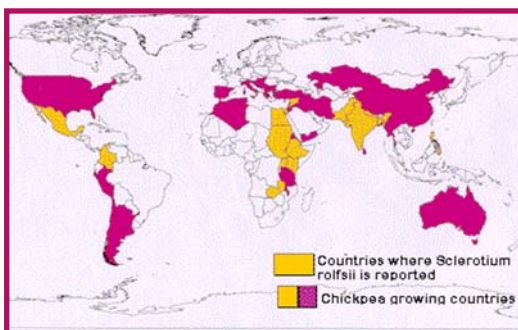 Countries where Sclerotium
rolfsii is reported
Chickpea growing countries